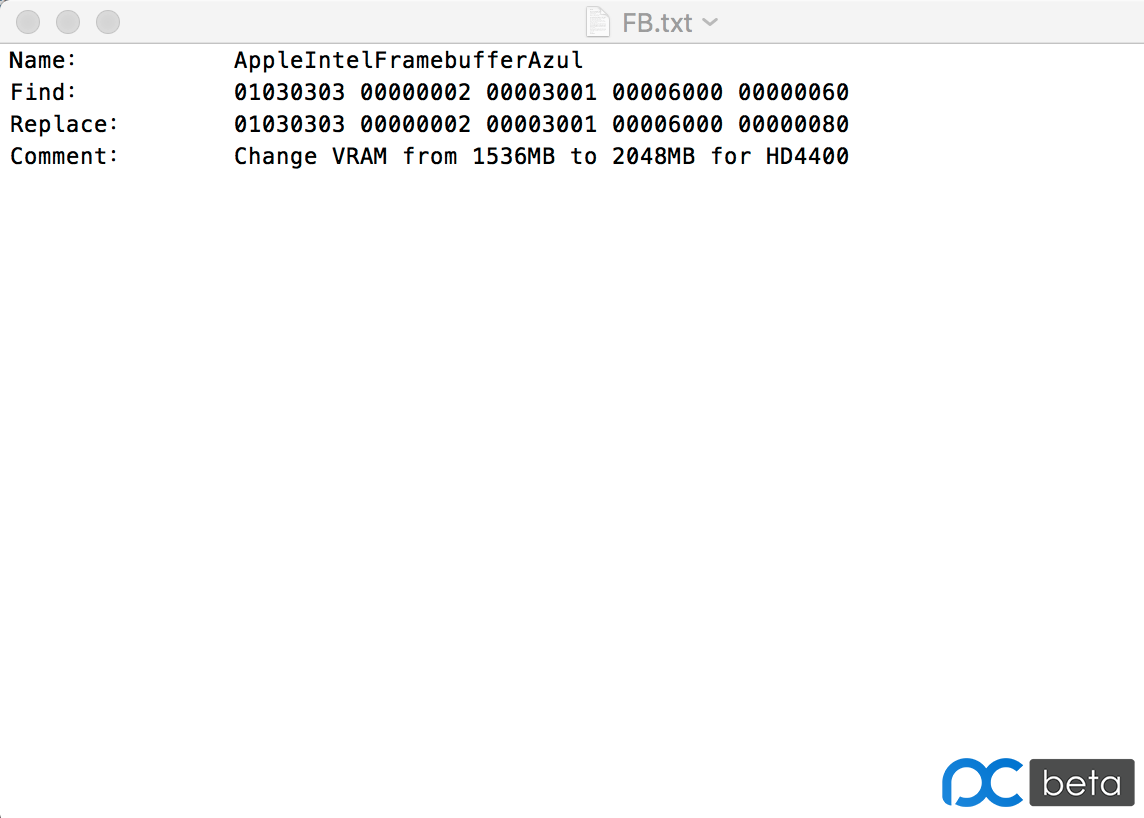 FB.txt
Name: AppleIntelFramebufferAzul
Find: 01030303 00000002 00003001 00006000 00000060
Replace: 01030303 00000002 00003001 00006000 00000080
Comment: Change VRAM from 1536MB to 2048MB for HD4400
pc beta